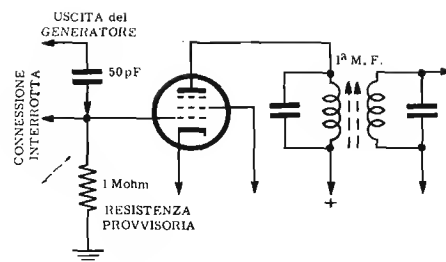 USCITA del
GENERATORE
50pF
CONNESSIONE
INTERROTTA
1 Mohm
RESISTENZA
PROVVISORIA
1ª M.F.
+